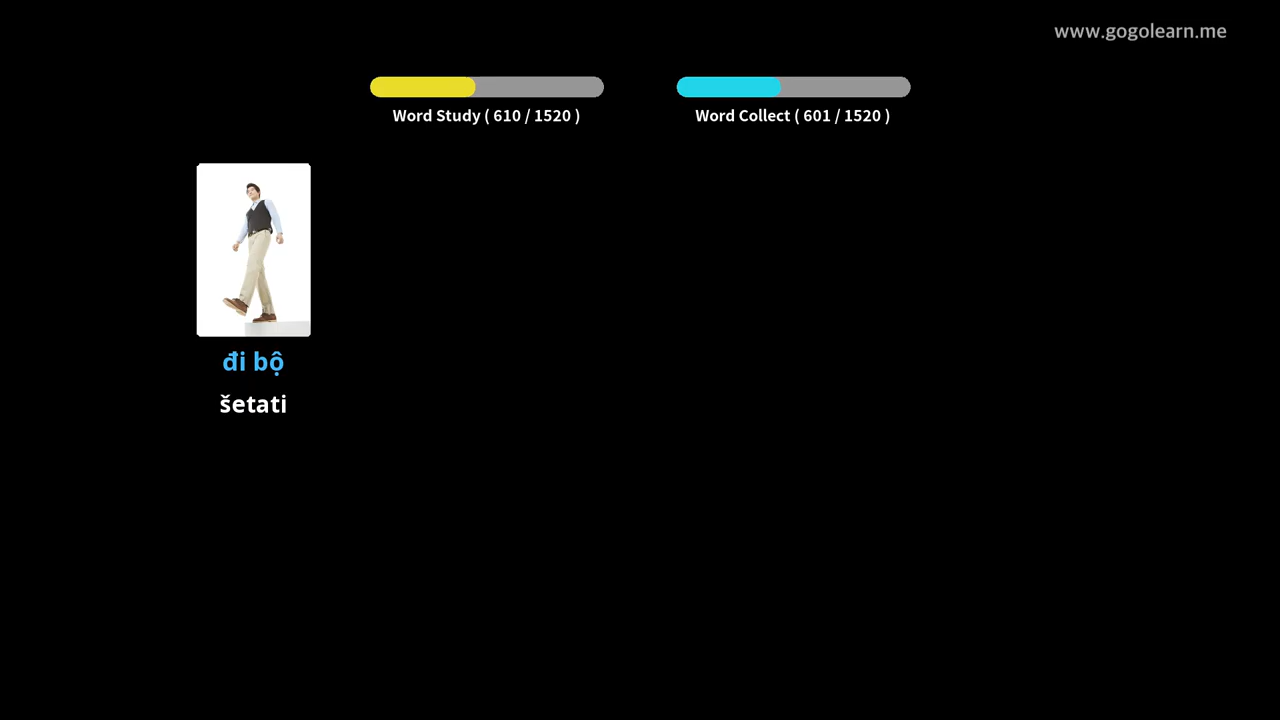 www.gogolearn.me
Word Study ( 610 / 1520 )
Word Collect ( 601 / 1520 )
đi bộ
šetati